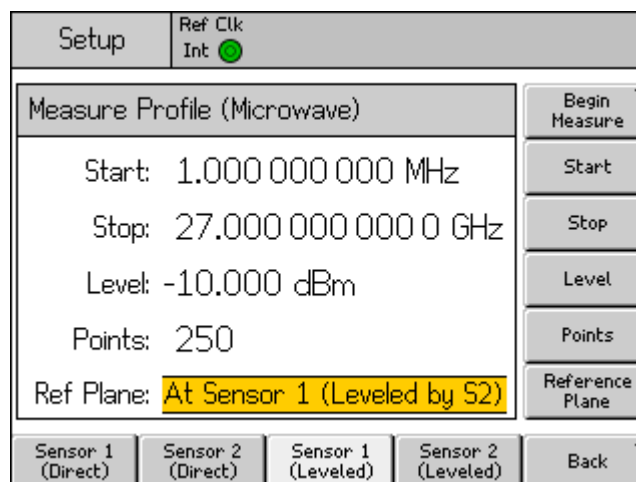 Setup
Ref Clk
Int
Measure Profile (Microwave)
Start: 1.000 000 000 MHz
Stop: 27.000 000 000 0 GHz
Level: -10.000 dBm
Points: 250
Ref Plane: At Sensor 1 (Leveled by S2)
Begin
Measure
Start
Stop
Level
Points
Reference
Plane
Sensor 1
(Direct)
Sensor 2
(Direct)
Sensor 1
(Leveled)
Sensor 2
(Leveled)
Back